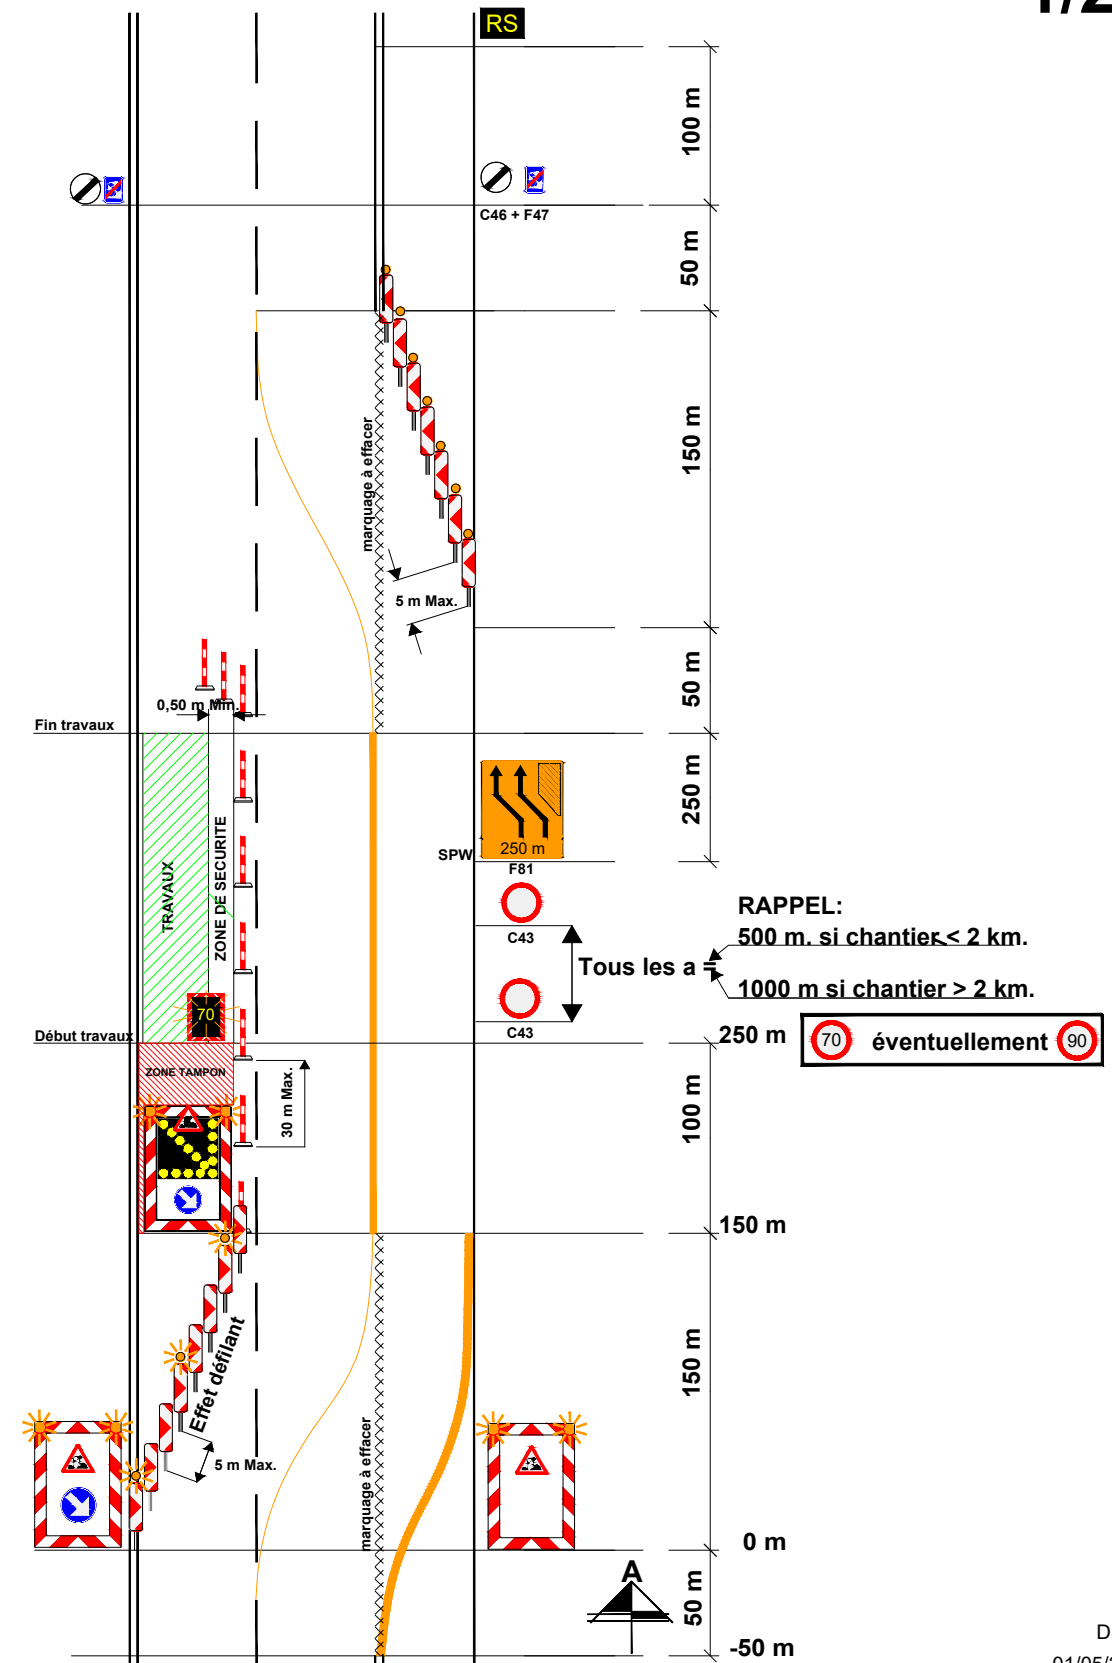 RS
100 m
C46 + F47
50 m
150 m
marquage à effacer
5 m Max.
50 m
0,50 m Min.
Fin travaux
250 m
250 m
SPW
F81
TRAVAUX
ZONE DE SECURITE
C43
RAPPEL:
500 m. si chantier < 2 km.
Tous les a =
1000 m si chantier > 2 km.
C43
70
Début travaux
250 m
70 éventuellement 90
ZONE TAMPON
30 m Max.
100 m
150 m
Effet défilant
150 m
marquage à effacer
5 m Max.
0 m
A
50 m
-50 m